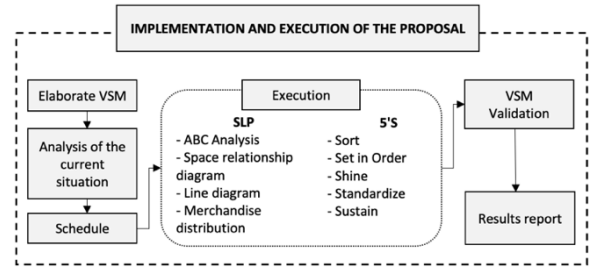 IMPLEMENTATION AND EXECUTION OF THE PROPOSAL
Elaborate VSM
Analysis of the
current
situation
Schedule
Execution
SLP
- ABC Analysis
- Space relationship
diagram
- Line diagram
- Merchandise
distribution
5'S
- Sort
- Set in Order
- Shine
- Standardize
- Sustain
VSM
Validation
Results report